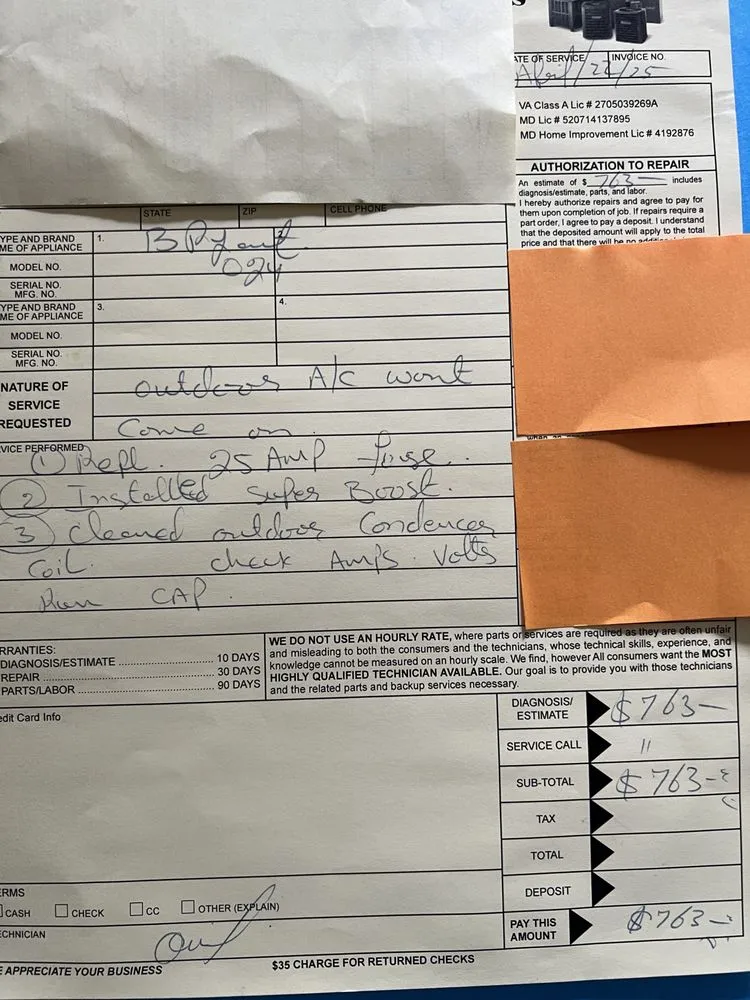 ATE OF SERVICE INVOICE NO.
April/22/25
VA Class A Lic # 2705039269A
MD Lic # 520714137895
MD Home Improvement Lic # 4192876
AUTHORIZATION TO REPAIR
An estimate of $ 763— includes
diagnosis/estimate, parts, and labor.
I hereby authorize repairs and agree to pay for
them upon completion of job. If repairs require a
part order, I agree to pay a deposit. I understand
that the deposited amount will apply to the total
price and that there will be no
STATE ZIP CELL PHONE
YPE AND BRAND
ME OF APPLIANCE
1. 2.
MODEL NO.
024
SERIAL NO.
MFG. NO.
YPE AND BRAND
ME OF APPLIANCE
3. 4.
MODEL NO.
SERIAL NO.
MFG. NO.
NATURE OF
SERVICE
REQUESTED
outdoor A/C wont
Come on.
VICE PERFORMED
① Repl. 25 Amp fuse.
② Installed super Boost.
③ Cleaned outdoor Condencer
Coil. check Amps. Volts
Run CAP.
RRANTIES:
DIAGNOSIS/ESTIMATE 10 DAYS
REPAIR 30 DAYS
PARTS/LABOR 90 DAYS
WE DO NOT USE AN HOURLY RATE, where parts or services are required as they are often unfair
and misleading to both the consumers and the technicians, whose technical skills, experience, and
knowledge cannot be measured on an hourly scale. We find, however All consumers want the MOST
HIGHLY QUALIFIED TECHNICIAN AVAILABLE. Our goal is to provide you with those technicians
and the related parts and backup services necessary.
edit Card Info
DIAGNOSIS/
ESTIMATE
$763—
SERVICE CALL 11
SUB-TOTAL $763—
TAX
TOTAL
DEPOSIT
PAY THIS
AMOUNT
$763—
ERMS
CASH CHECK CC OTHER (EXPLAIN)
ECHNICIAN
E APPRECIATE YOUR BUSINESS
$35 CHARGE FOR RETURNED CHECKS